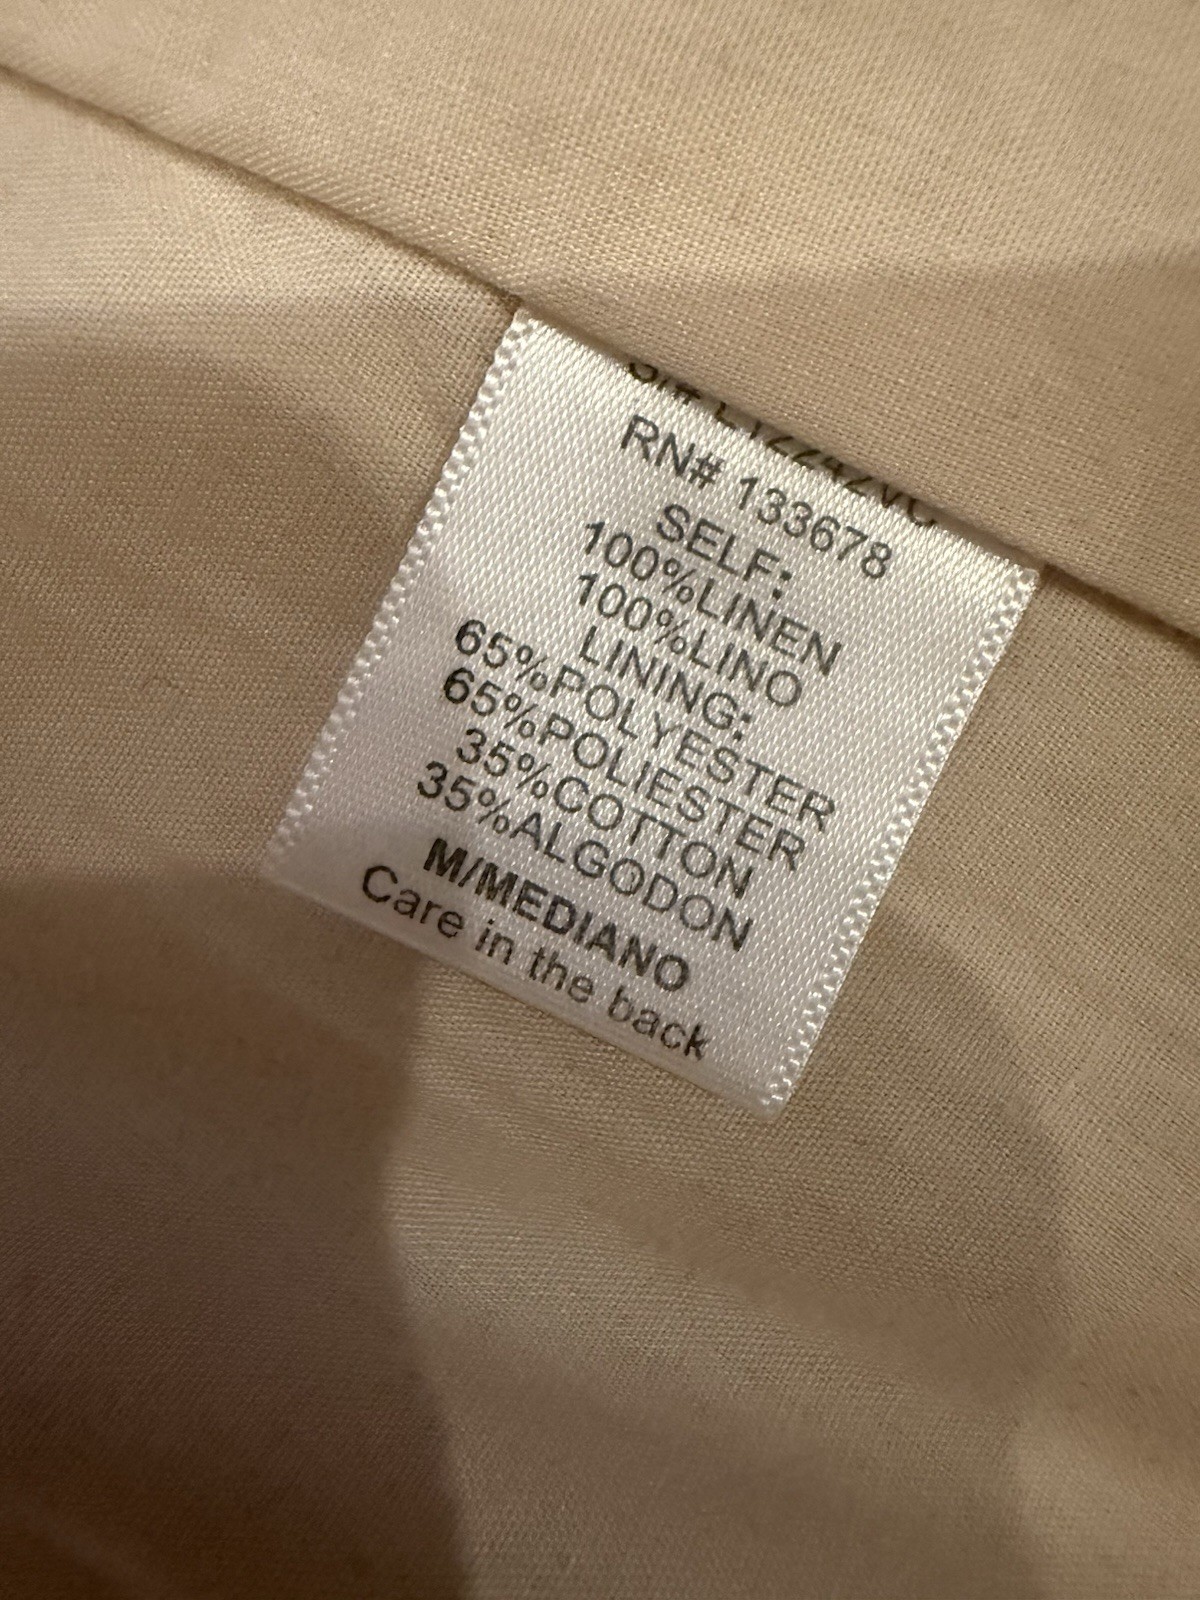 RN# 133678
SELF:
100%LINEN
100%LINO
LINING:
65%POLYESTER
65%POLIESTER
35%COTTON
35%ALGODON
M/MEDIANO
Care in the back